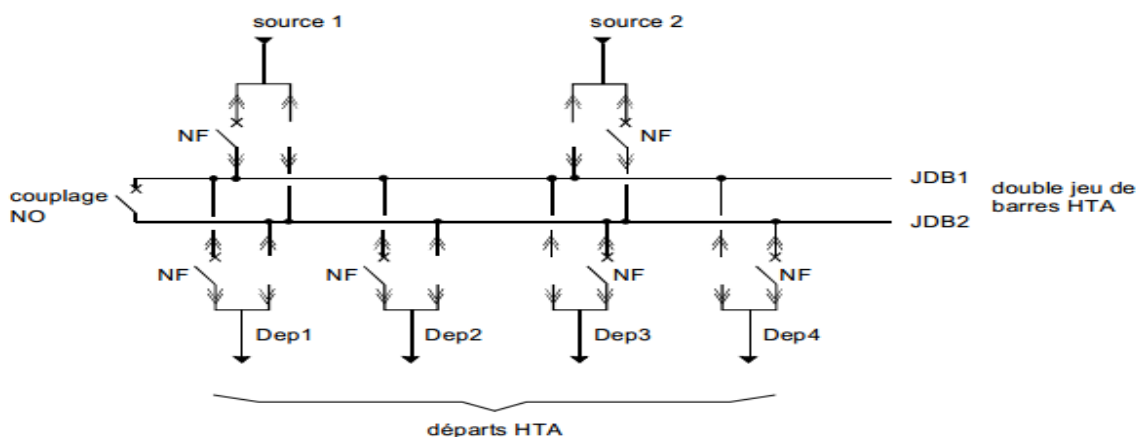 source 1
source 2
NF
NF
JDB1
double jeu de
barres HTA
couplage
NO
JDB2
NF
NF
NF
NF
Dep1
Dep2
Dep3
Dep4
départs HTA